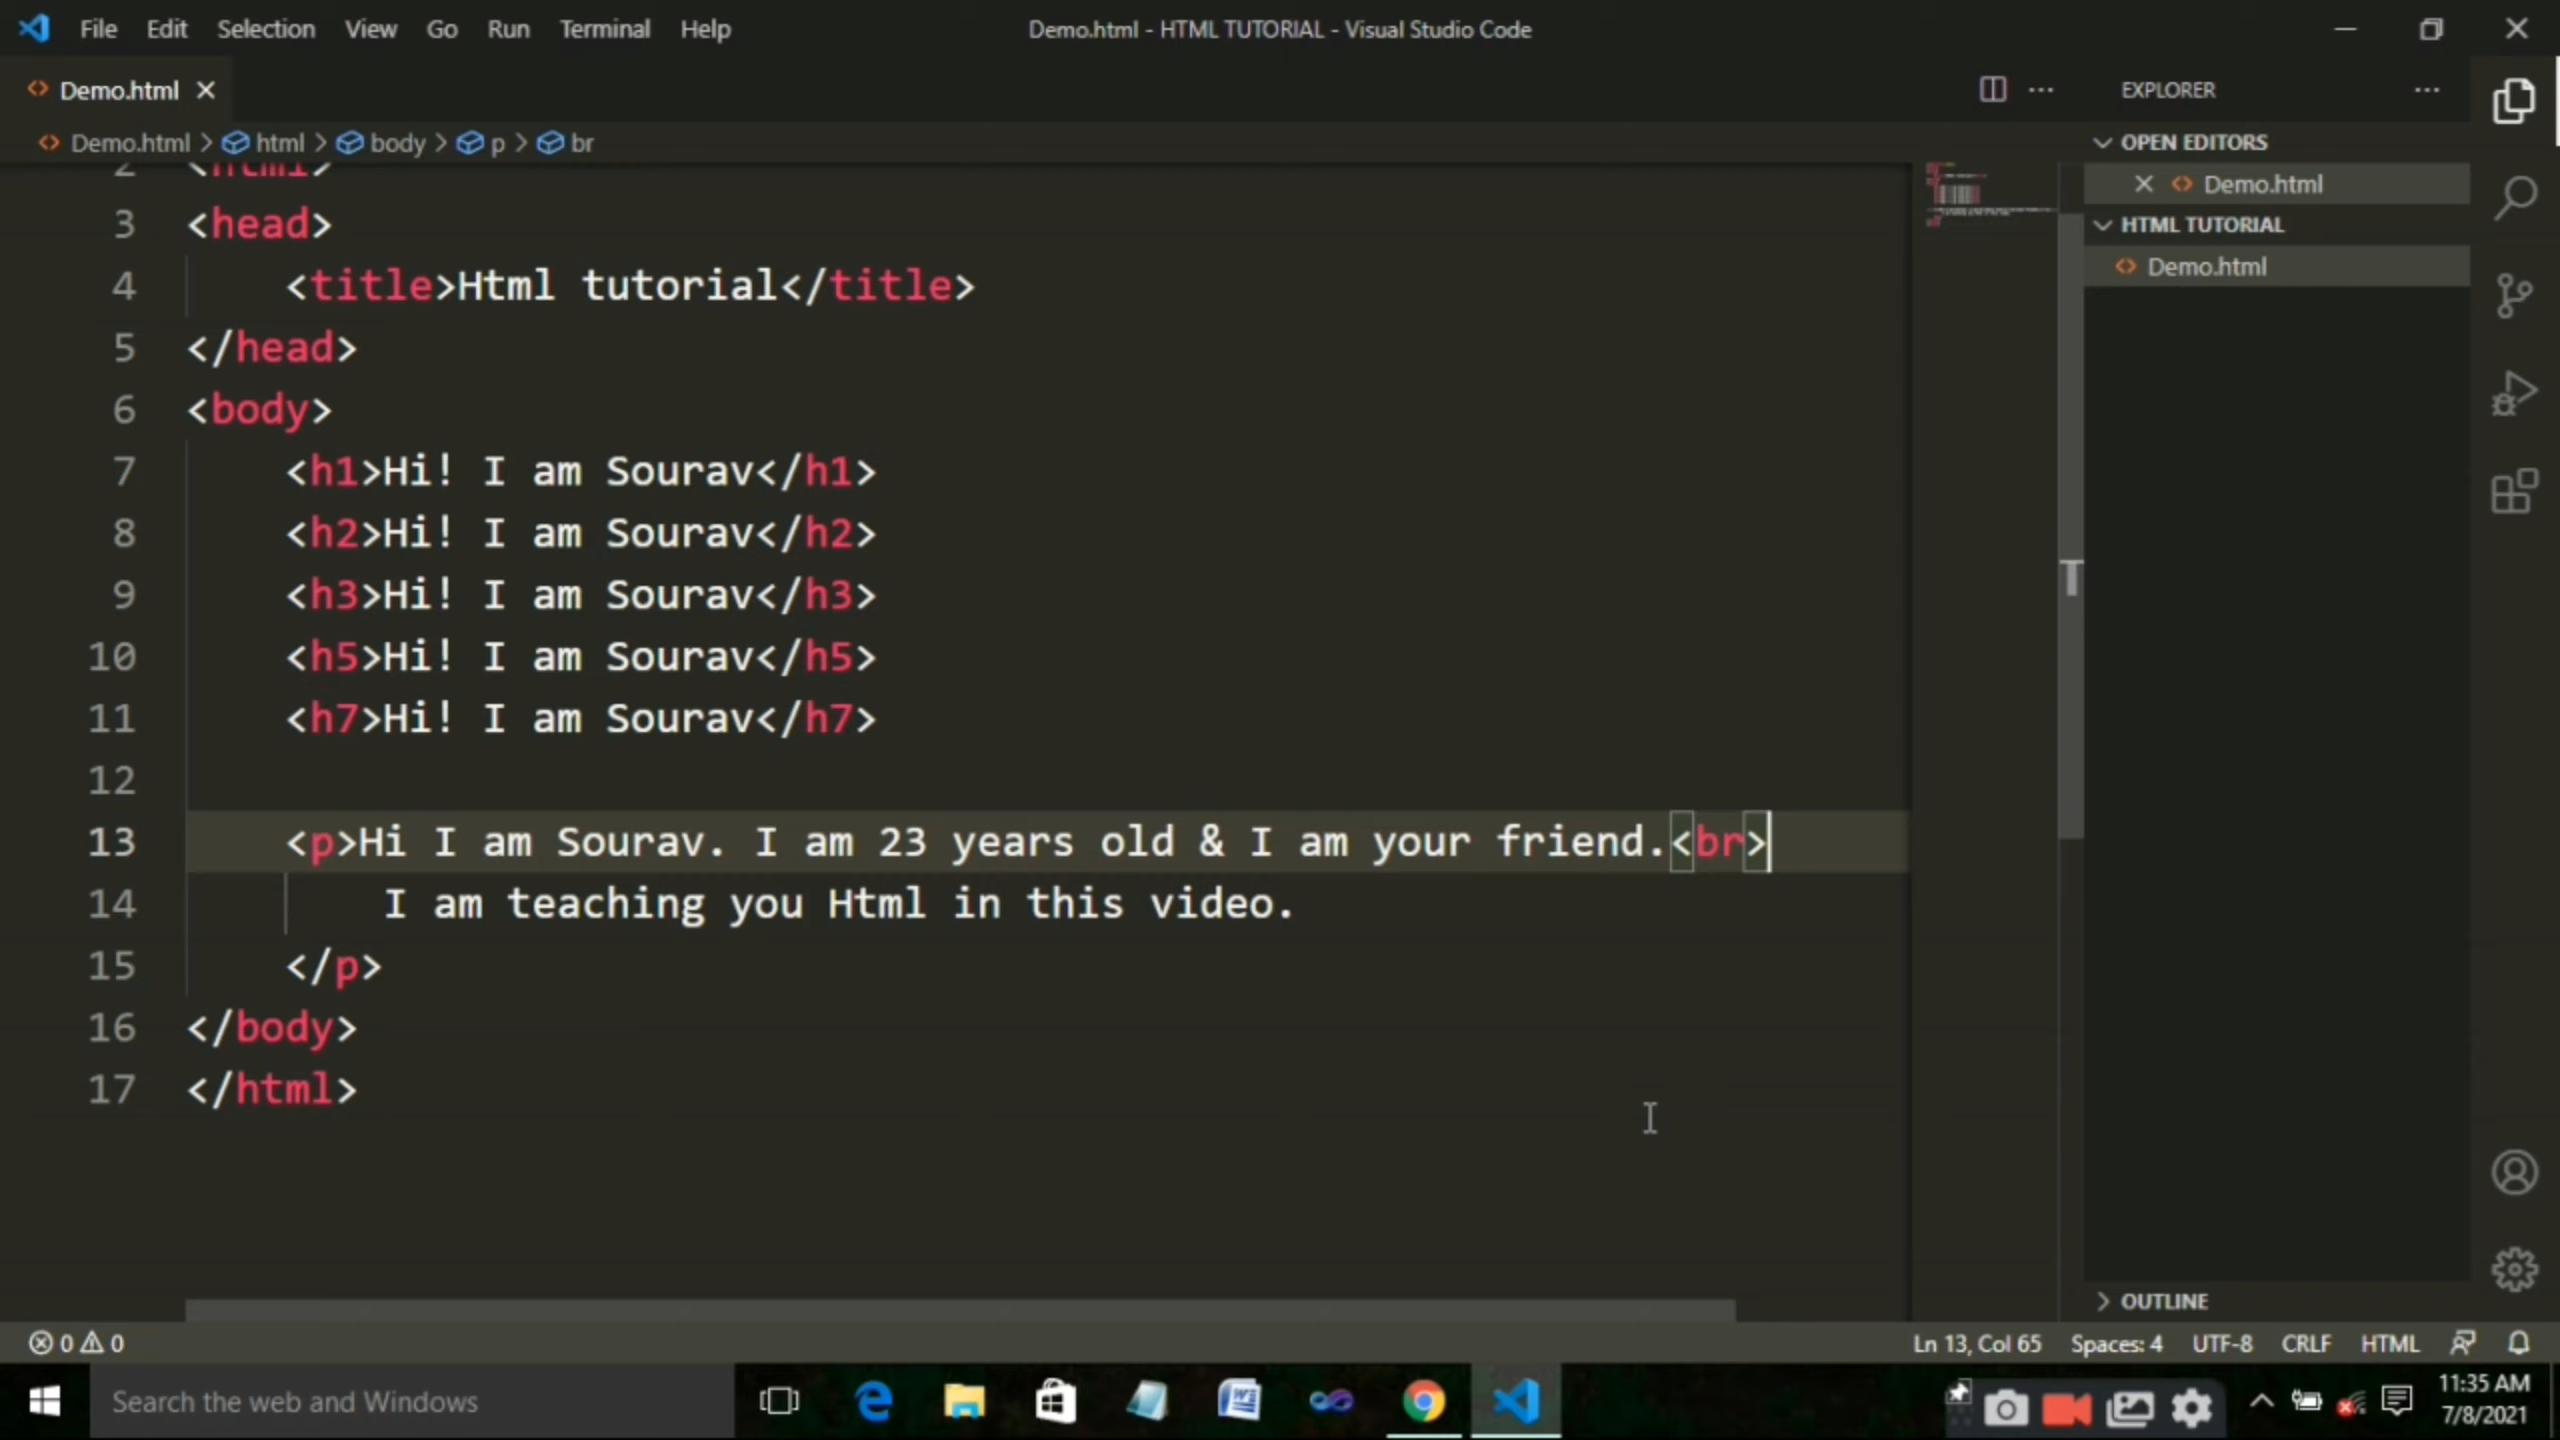 File Edit Selection View Go Run Terminal Help Demo.html - HTML TUTORIAL - Visual Studio Code
Demo.html
Demo.html > html > body > p > br
2 <html>
3 <head>
4 <title>Html tutorial</title>
5 </head>
6 <body>
7 <h1>Hi! I am Sourav</h1>
8 <h2>Hi! I am Sourav</h2>
9 <h3>Hi! I am Sourav</h3>
10 <h5>Hi! I am Sourav</h5>
11 <h7>Hi! I am Sourav</h7>
12
13 <p>Hi I am Sourav. I am 23 years old & I am your friend.<br>
14 I am teaching you Html in this video.
15 </p>
16 </body>
17 </html>
EXPLORER
OPEN EDITORS
Demo.html
HTML TUTORIAL
Demo.html
OUTLINE
0 0 Ln 13, Col 65 Spaces: 4 UTF-8 CRLF HTML
Search the web and Windows
11:35 AM
7/8/2021